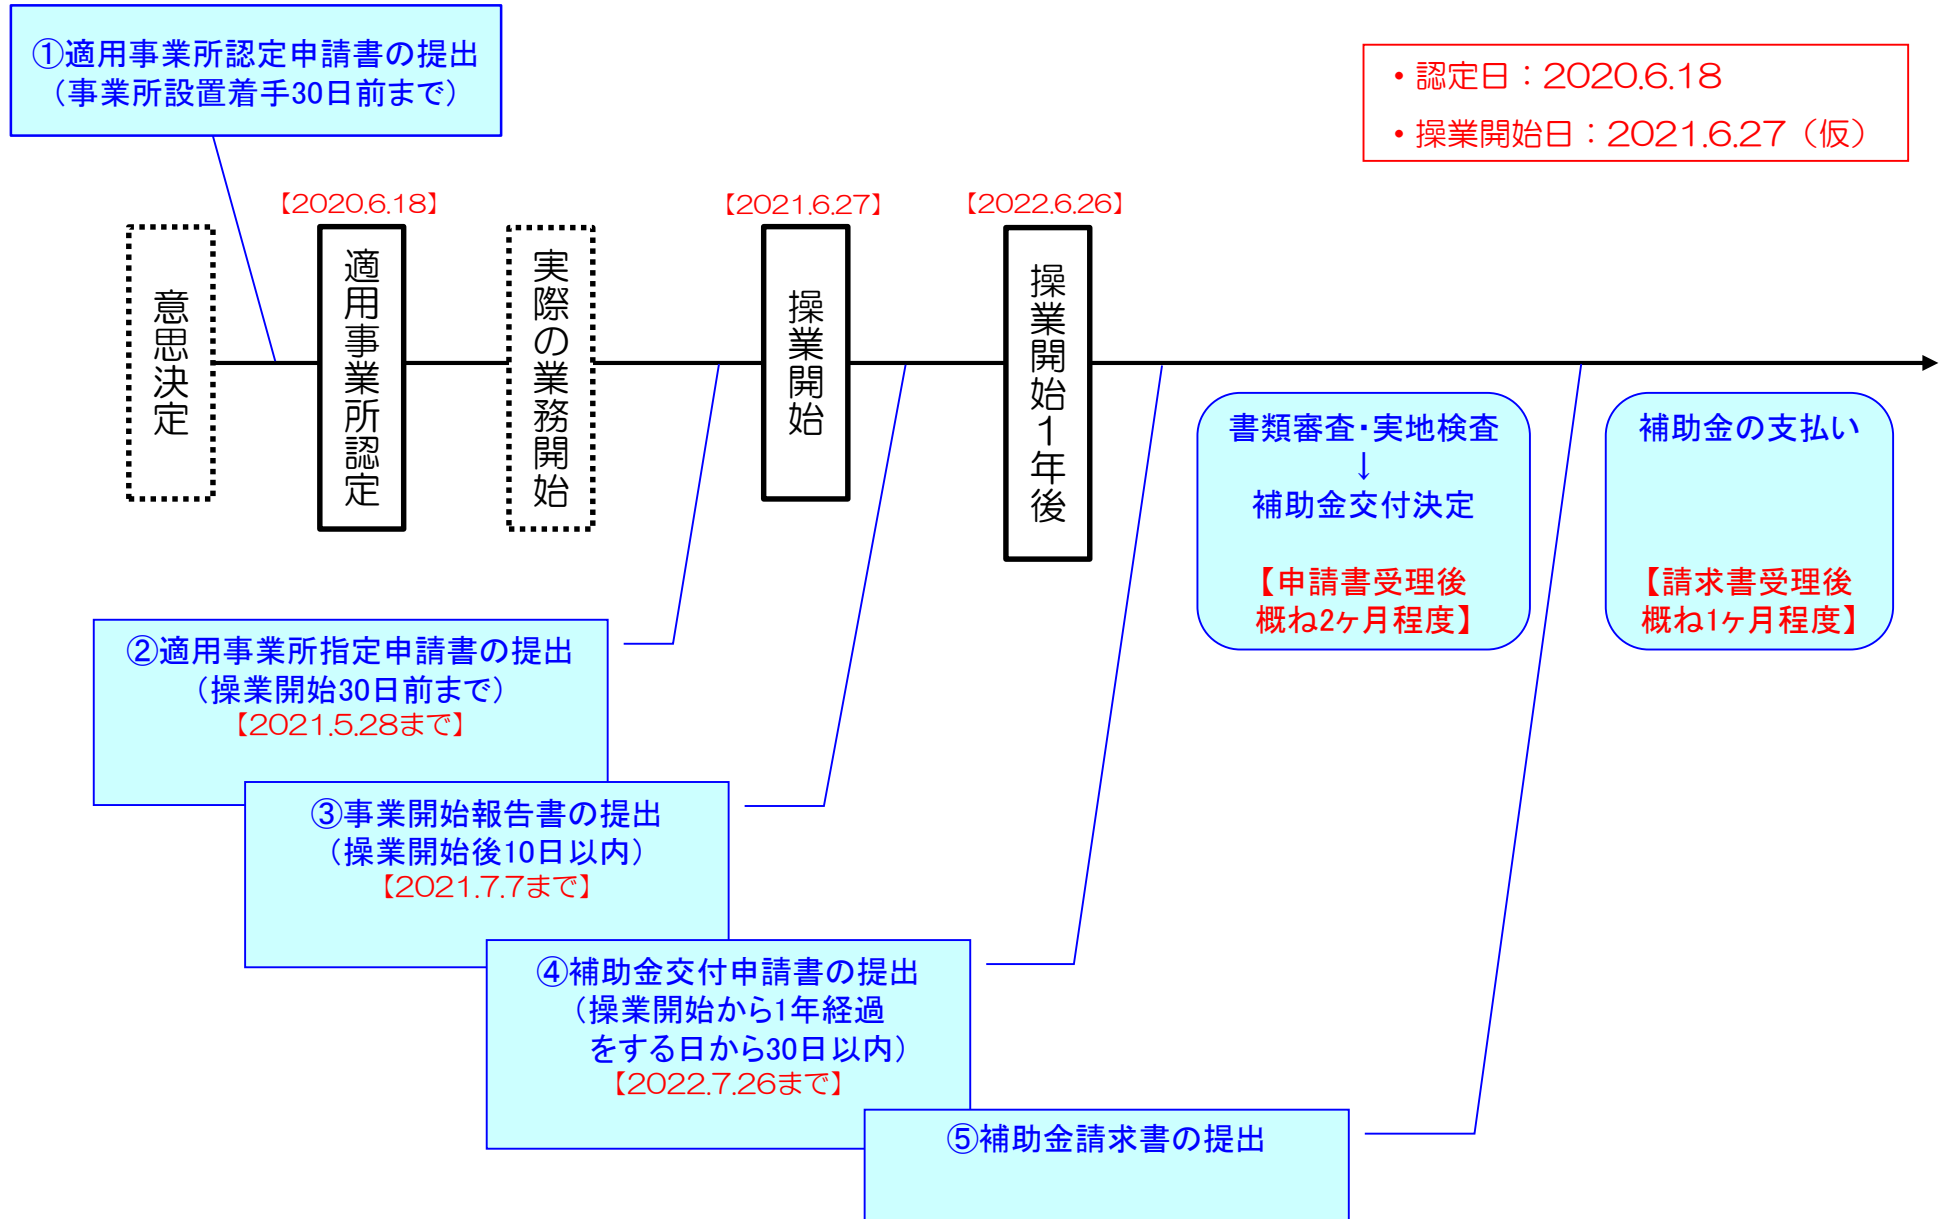 ①適用事業所認定申請書の提出
（事業所設置着手30日前まで）
・認定日：2020.6.18
・操業開始日：2021.6.27（仮）
【2020.6.18】
【2021.6.27】
【2022.6.26】
意思決定
適用事業所認定
実際の業務開始
操業開始
操業開始１年後
書類審査・実地検査
↓
補助金交付決定
【申請書受理後
概ね2ヶ月程度】
補助金の支払い
【請求書受理後
概ね1ヶ月程度】
②適用事業所指定申請書の提出
（操業開始30日前まで）
【2021.5.28まで】
③事業開始報告書の提出
（操業開始後10日以内）
【2021.7.7まで】
④補助金交付申請書の提出
（操業開始から1年経過
をする日から30日以内）
【2022.7.26まで】
⑤補助金請求書の提出